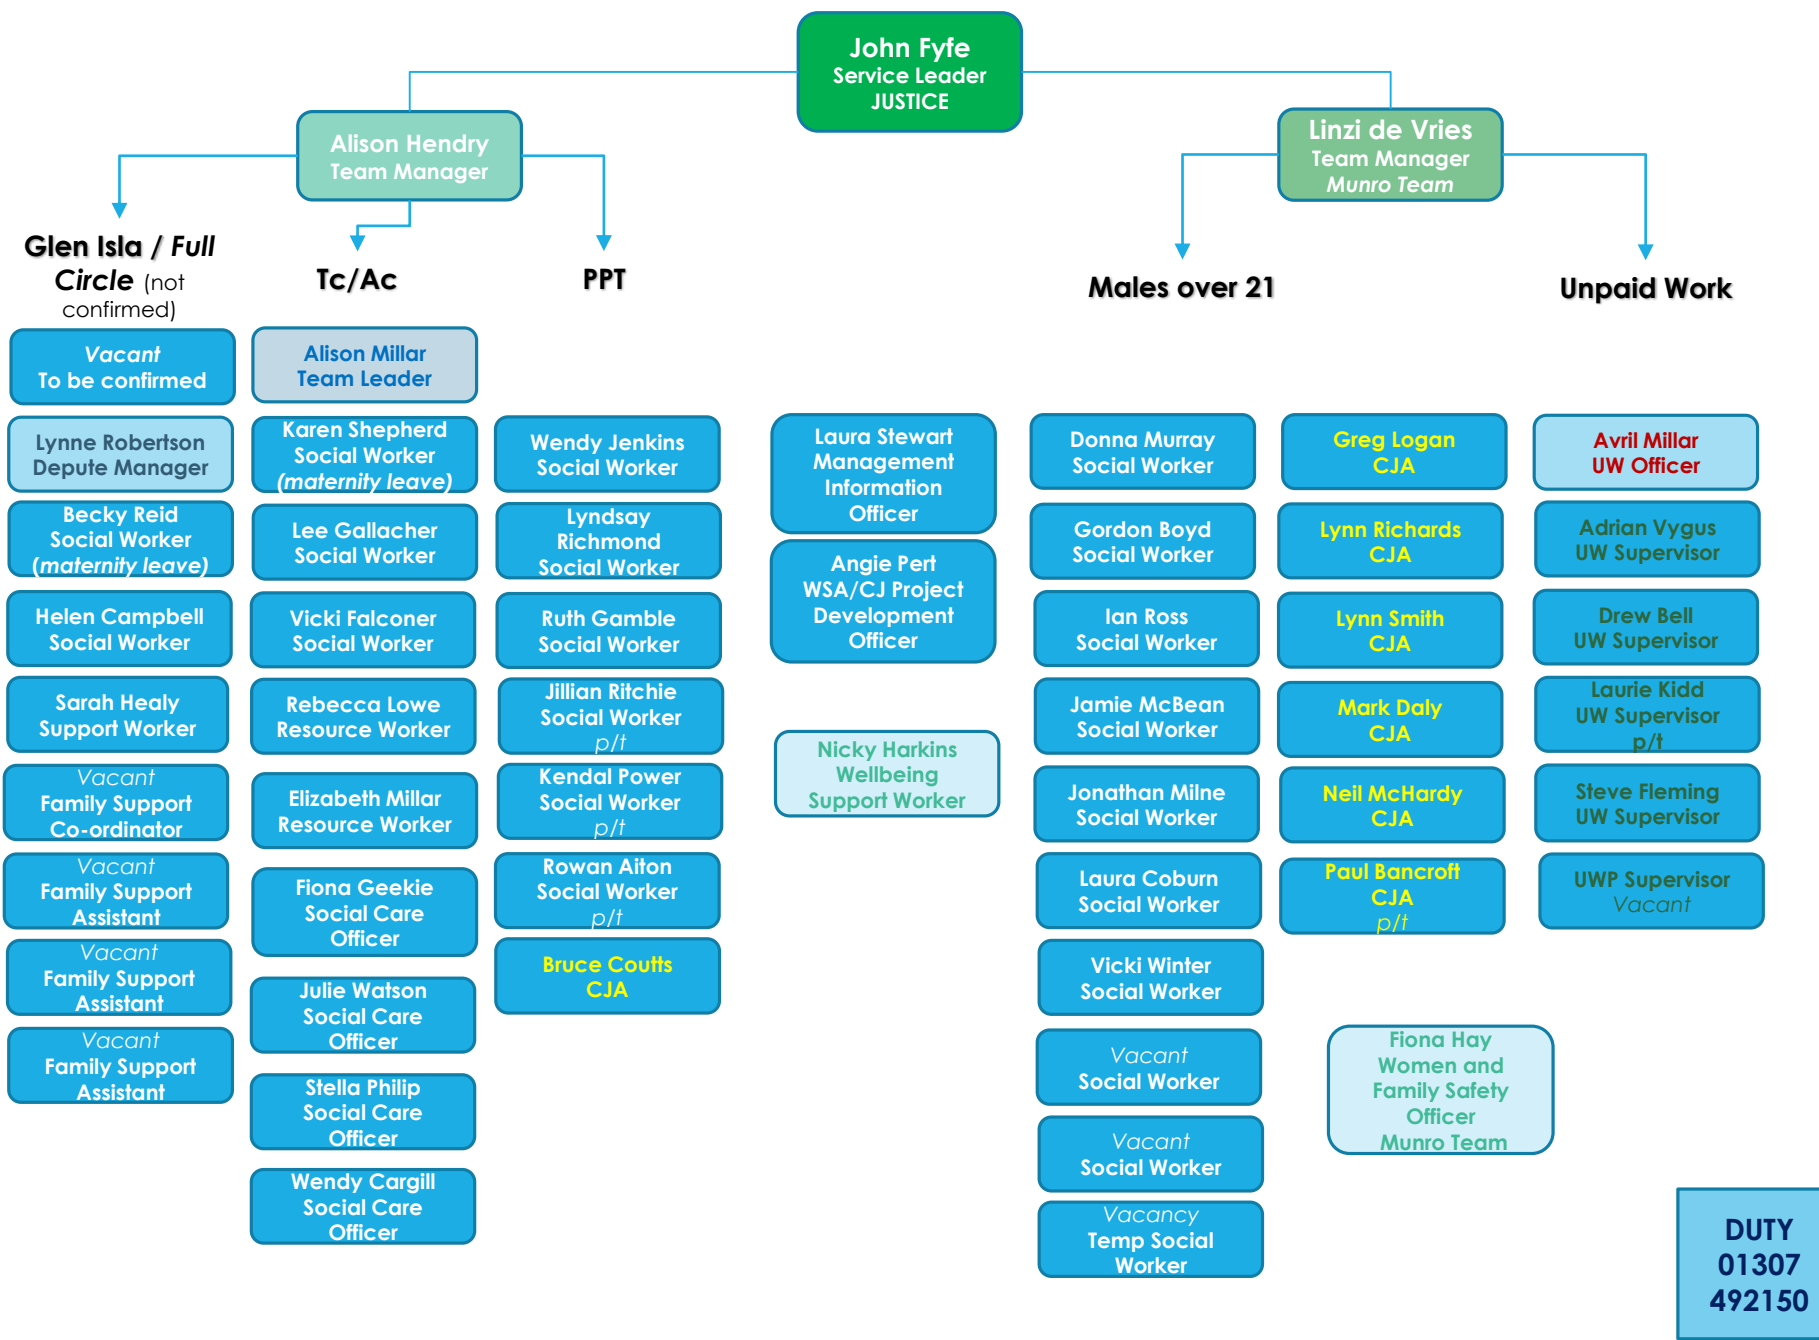 John Fyfe
Service Leader
JUSTICE
Alison Hendry
Team Manager
Linzi de Vries
Team Manager
Munro Team
Glen Isla / Full
Circle (not
confirmed)
Vacant
To be confirmed
Lynne Robertson
Depute Manager
Becky Reid
Social Worker
(maternity leave)
Helen Campbell
Social Worker
Sarah Healy
Support Worker
Vacant
Family Support
Co-ordinator
Vacant
Family Support
Assistant
Vacant
Family Support
Assistant
Vacant
Family Support
Assistant
Tc/Ac
Alison Millar
Team Leader
Karen Shepherd
Social Worker
(maternity leave)
Lee Gallacher
Social Worker
Vicki Falconer
Social Worker
Rebecca Lowe
Resource Worker
Elizabeth Millar
Resource Worker
Fiona Geekie
Social Care
Officer
Julie Watson
Social Care
Officer
Stella Philip
Social Care
Officer
Wendy Cargill
Social Care
Officer
PPT
Wendy Jenkins
Social Worker
Lyndsay
Richmond
Social Worker
Ruth Gamble
Social Worker
Jillian Ritchie
Social Worker
p/t
Kendal Power
Social Worker
p/t
Rowan Aiton
Social Worker
p/t
Bruce Coutts
CJA
Laura Stewart
Management
Information
Officer
Angie Pert
WSA/CJ Project
Development
Officer
Nicky Harkins
Wellbeing
Support Worker
Males over 21
Donna Murray
Social Worker
Gordon Boyd
Social Worker
Ian Ross
Social Worker
Jamie McBean
Social Worker
Jonathan Milne
Social Worker
Laura Coburn
Social Worker
Vicki Winter
Social Worker
Vacant
Social Worker
Vacant
Social Worker
Vacancy
Temp Social
Worker
Greg Logan
CJA
Lynn Richards
CJA
Lynn Smith
CJA
Mark Daly
CJA
Neil McHardy
CJA
Paul Bancroft
CJA
p/t
Fiona Hay
Women and
Family Safety
Officer
Munro Team
Unpaid Work
Avril Millar
UW Officer
Adrian Vygus
UW Supervisor
Drew Bell
UW Supervisor
Laurie Kidd
UW Supervisor
p/t
Steve Fleming
UW Supervisor
UWP Supervisor
Vacant
DUTY
01307
492150